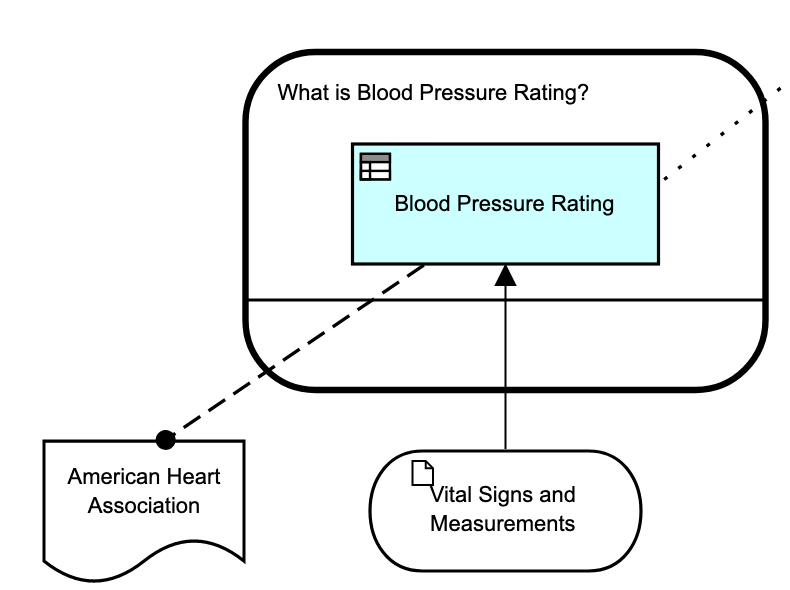 What is Blood Pressure Rating?
Blood Pressure Rating
American Heart
Association
Vital Signs and
Measurements